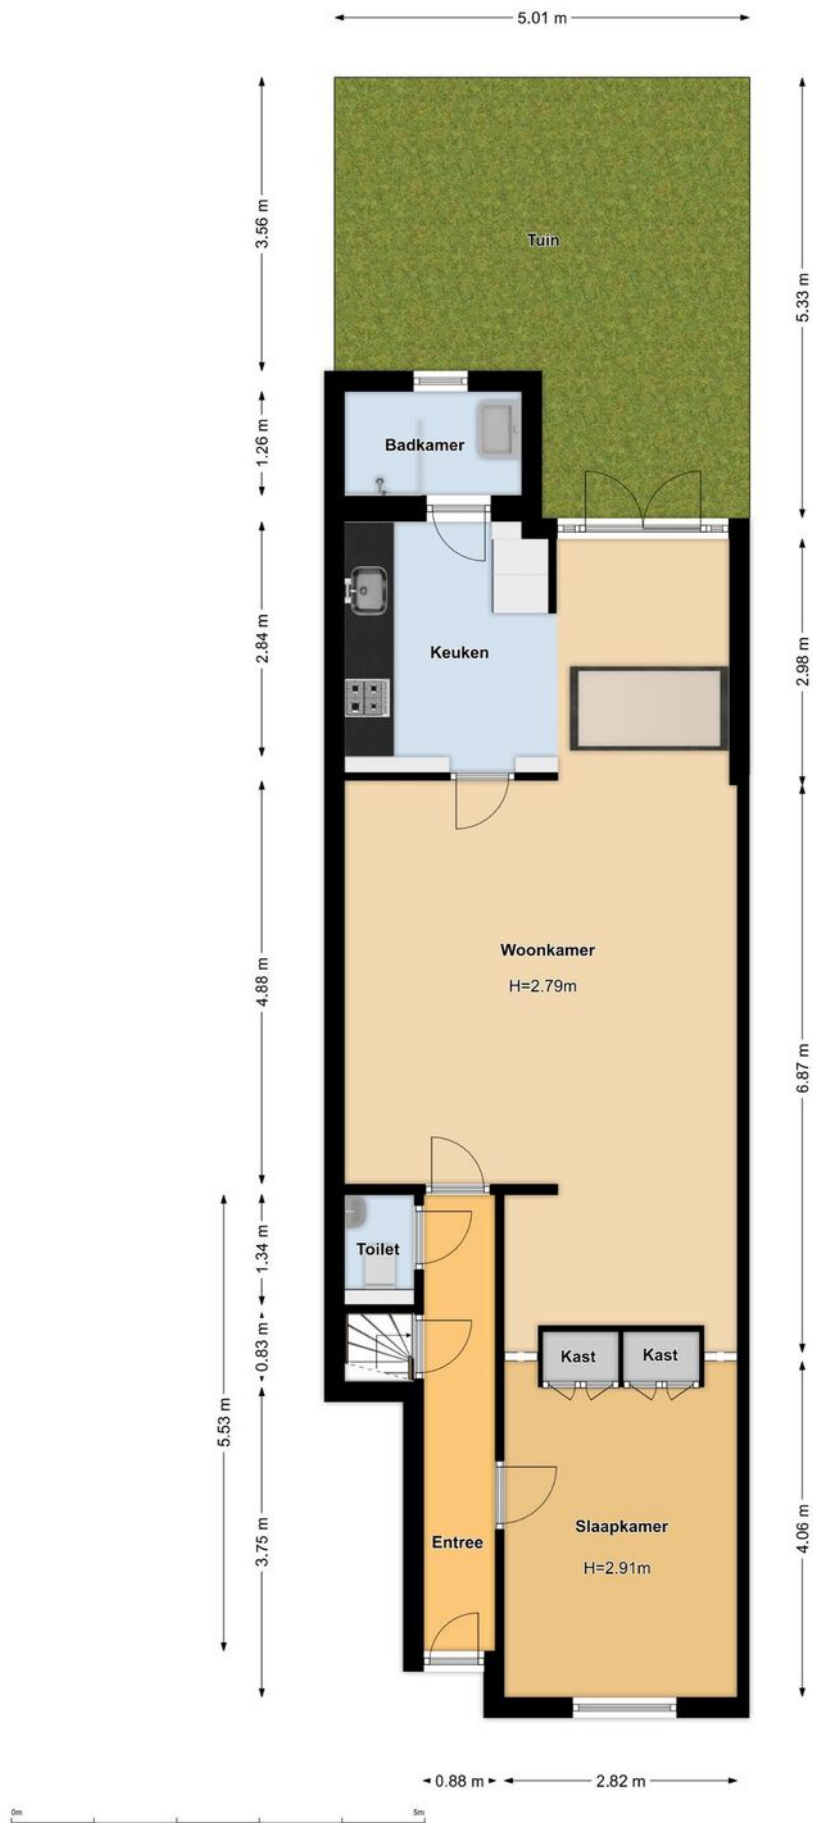 5.01 m
3.56 m
Tuin
5.33 m
1.26 m
Badkamer
2.84 m
Keuken
2.98 m
4.88 m
Woonkamer
H=2.79m
6.87 m
5.53 m
1.34 m
Toilet
0.83 m
Kast
Kast
3.75 m
Entree
Slaapkamer
H=2.91m
4.06 m
0.88 m
2.82 m
0m
5m